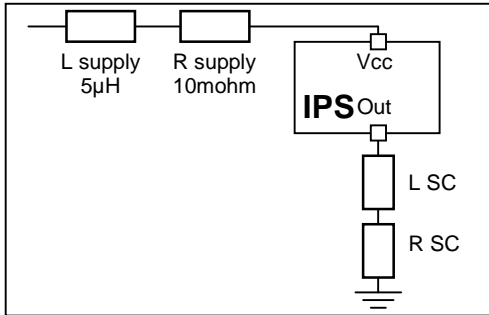 L supply
5µH
R supply
10mohm
Vcc
IPS Out
L SC
R SC